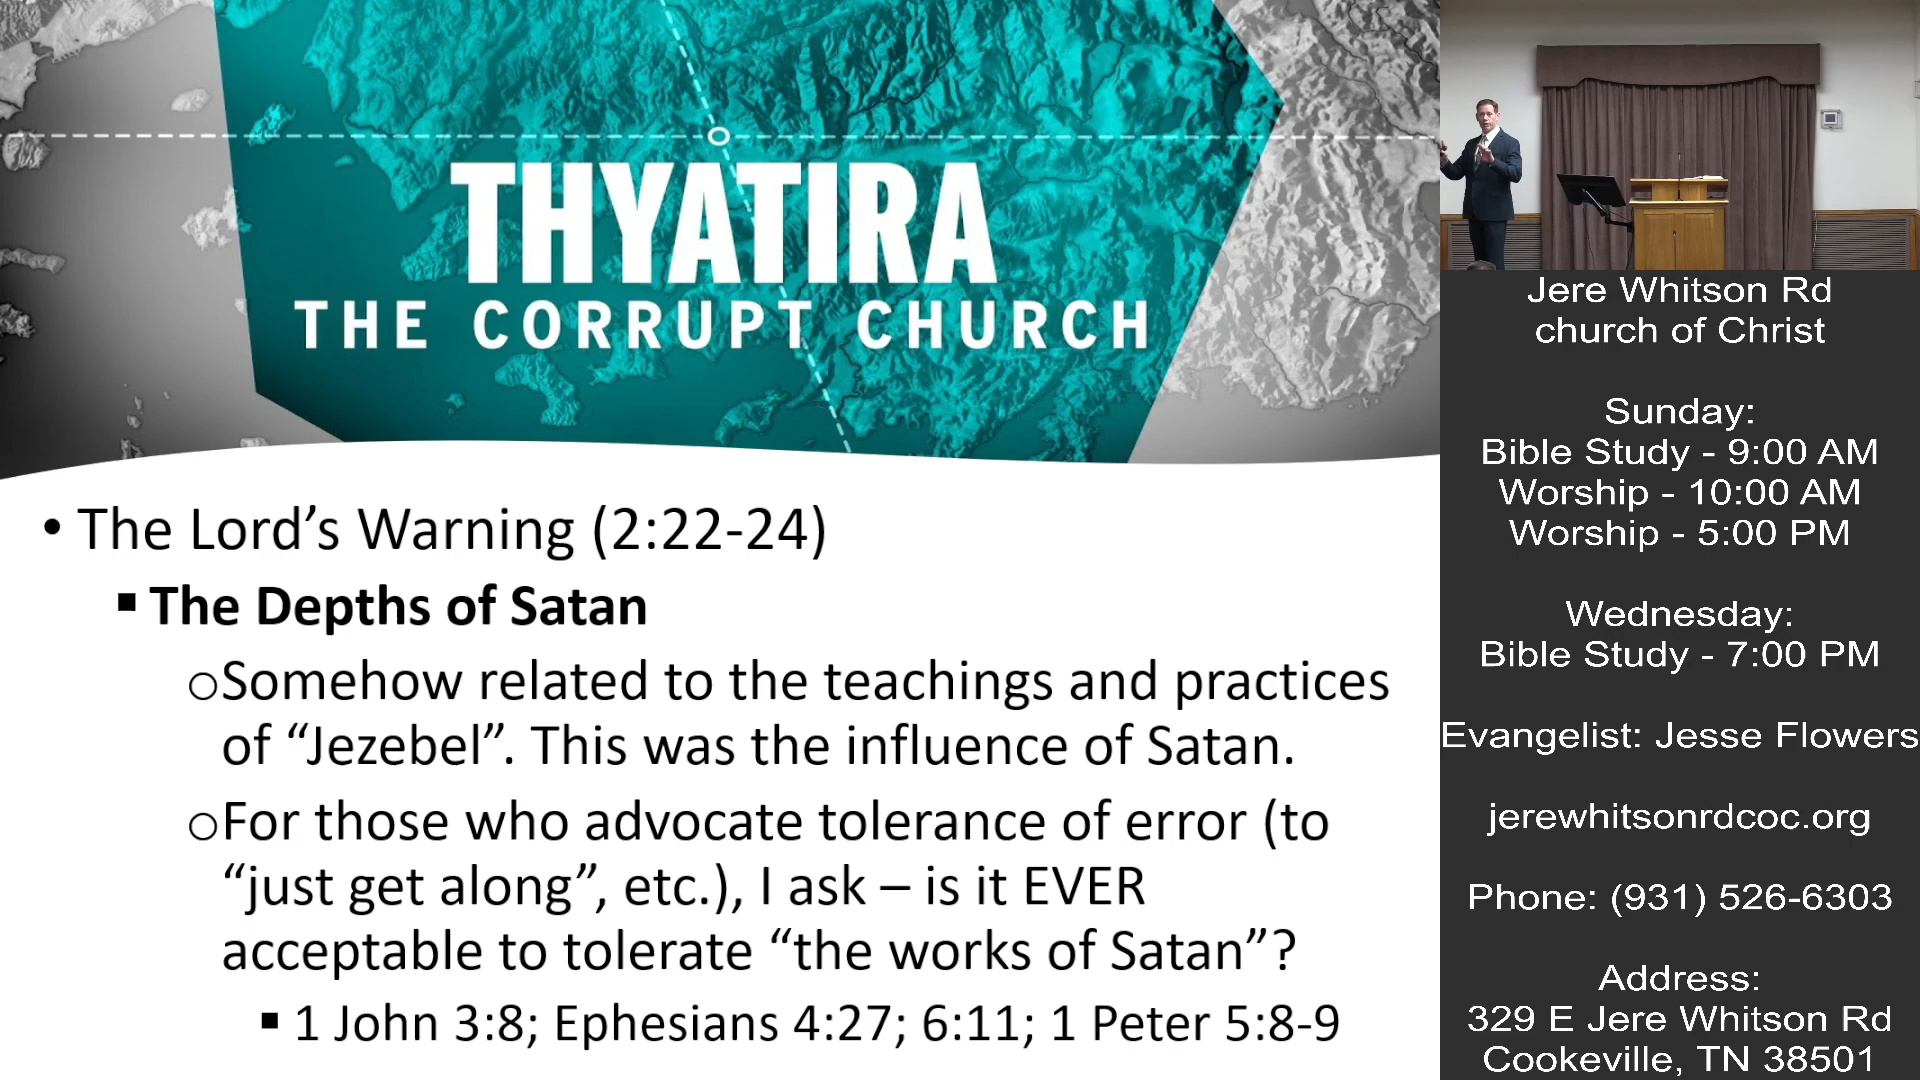 THYATIRA
THE CORRUPT CHURCH
• The Lord’s Warning (2:22-24)
▪ The Depths of Satan
o Somehow related to the teachings and practices
of “Jezebel”. This was the influence of Satan.
o For those who advocate tolerance of error (to
“just get along”, etc.), I ask – is it EVER
acceptable to tolerate “the works of Satan”?
▪ 1 John 3:8; Ephesians 4:27; 6:11; 1 Peter 5:8-9
Jere Whitson Rd
church of Christ
Sunday:
Bible Study - 9:00 AM
Worship - 10:00 AM
Worship - 5:00 PM
Wednesday:
Bible Study - 7:00 PM
Evangelist: Jesse Flowers
jerewhitsonrdcoc.org
Phone: (931) 526-6303
Address:
329 E Jere Whitson Rd
Cookeville, TN 38501